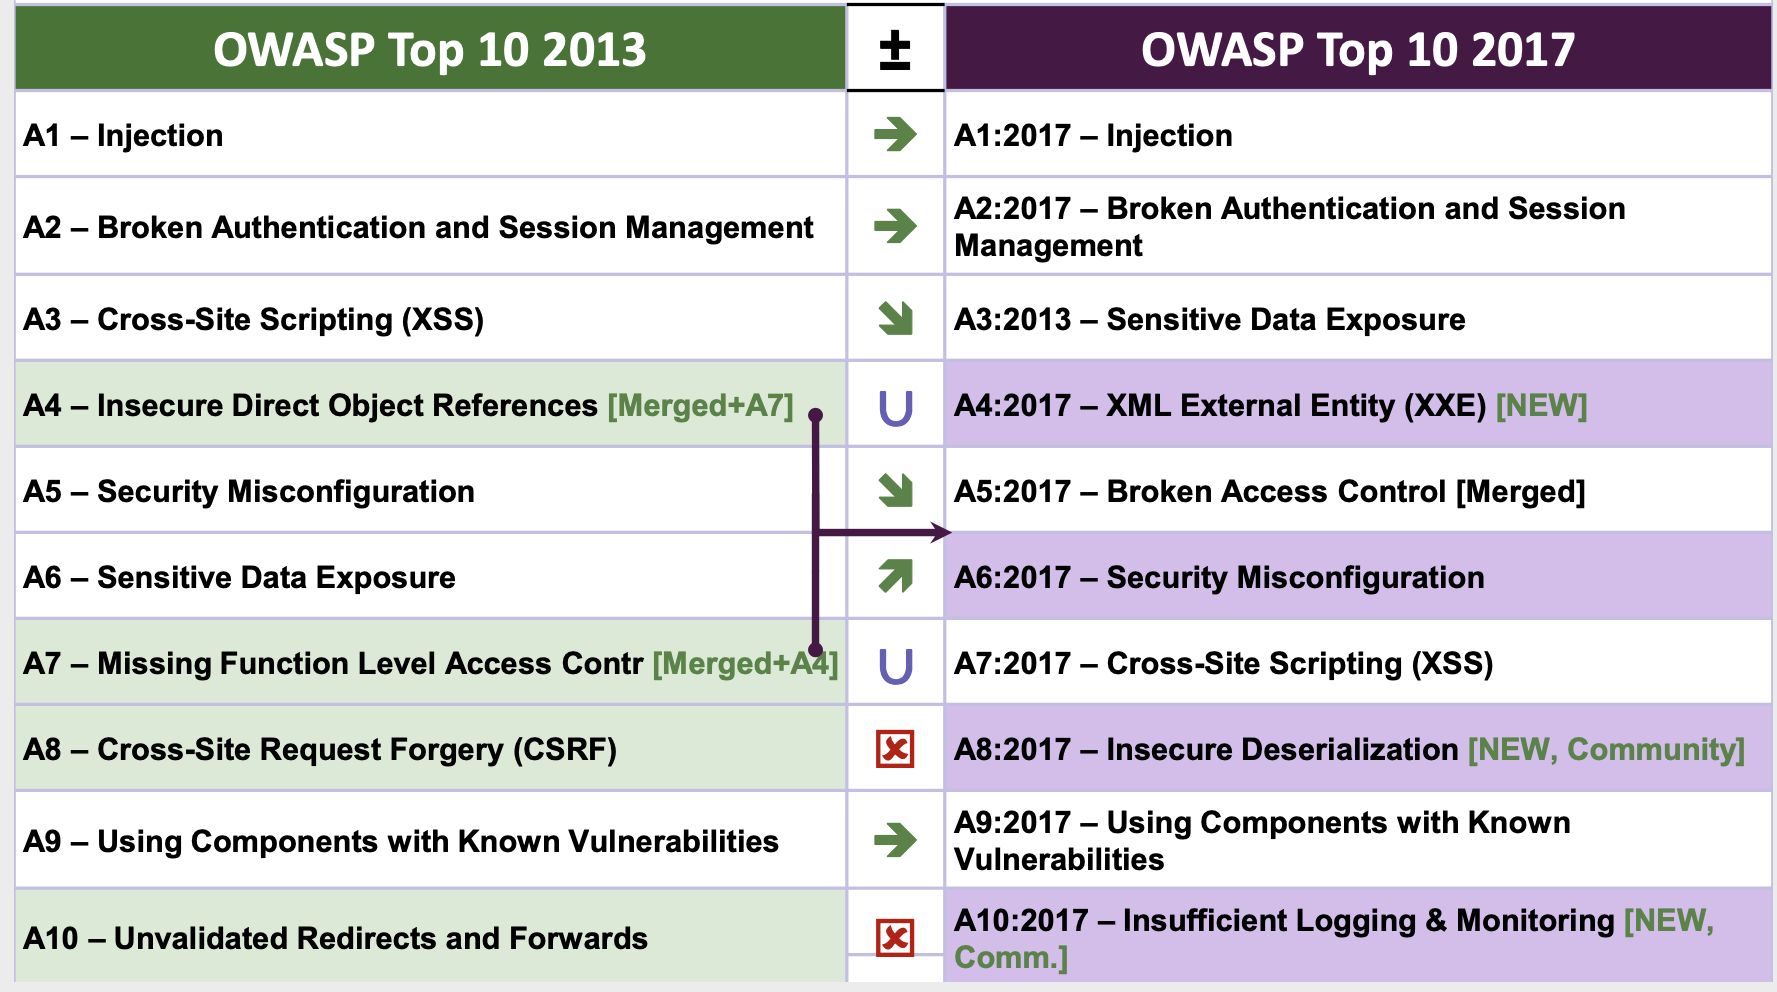 OWASP Top 10 2013 ± OWASP Top 10 2017
A1 – Injection
A1:2017 – Injection
A2 – Broken Authentication and Session Management
A2:2017 – Broken Authentication and Session
Management
A3 – Cross-Site Scripting (XSS)
A3:2013 – Sensitive Data Exposure
A4 – Insecure Direct Object References [Merged+A7]
U
A4:2017 – XML External Entity (XXE) [NEW]
A5 – Security Misconfiguration
A5:2017 – Broken Access Control [Merged]
A6 – Sensitive Data Exposure
A6:2017 – Security Misconfiguration
A7 – Missing Function Level Access Contr [Merged+A4]
U
A7:2017 – Cross-Site Scripting (XSS)
A8 – Cross-Site Request Forgery (CSRF)
A8:2017 – Insecure Deserialization [NEW, Community]
A9 – Using Components with Known Vulnerabilities
A9:2017 – Using Components with Known
Vulnerabilities
A10 – Unvalidated Redirects and Forwards
A10:2017 – Insufficient Logging & Monitoring [NEW,
Comm.]